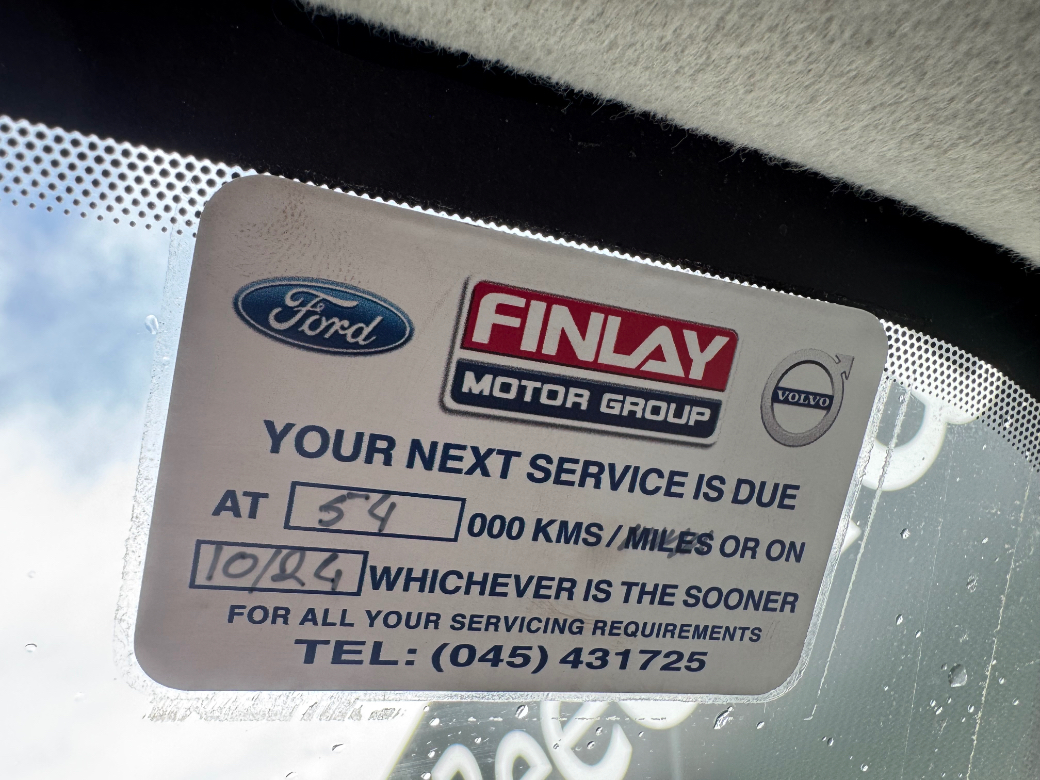 Ford
FINLAY
MOTOR GROUP
VOLVO
YOUR NEXT SERVICE IS DUE
AT 54 000 KMS / MILES OR ON
10/24 WHICHEVER IS THE SOONER
FOR ALL YOUR SERVICING REQUIREMENTS
TEL: (045) 431725